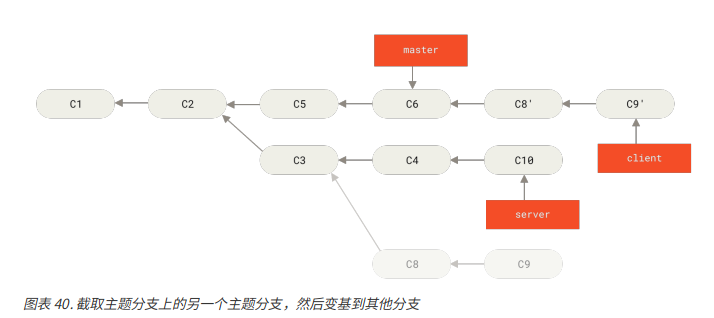 master
C1
C2
C5
C6
C8'
C9'
client
C3
C4
C10
server
C8
C9
图表 40. 截取主题分支上的另一个主题分支，然后变基到其他分支